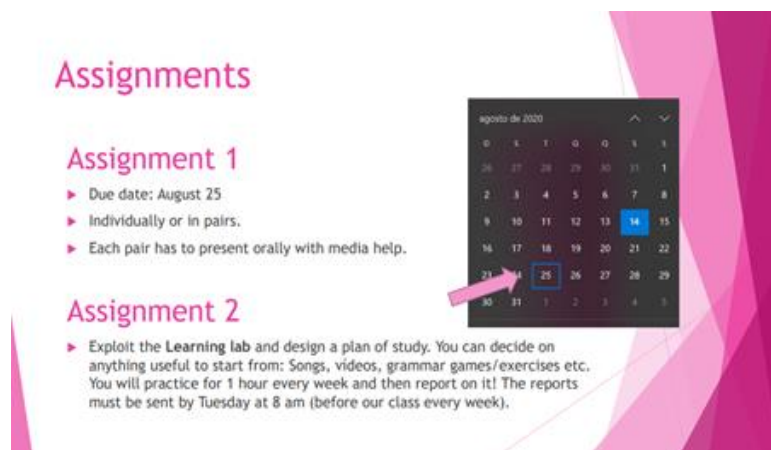 Assignments
agosto de 2020
D S T Q Q S S
26 27 28 29 30 31 1
2 3 4 5 6 7 8
9 10 11 12 13 14 15
16 17 18 19 20 21 22
23 24 25 26 27 28 29
30 31 1 2 3 4 5
Assignment 1
Due date: August 25
Individually or in pairs.
Each pair has to present orally with media help.
Assignment 2
Exploit the Learning lab and design a plan of study. You can decide on
anything useful to start from: Songs, vídeos, grammar games/exercises etc.
You will practice for 1 hour every week and then report on it! The reports
must be sent by Tuesday at 8 am (before our class every week).